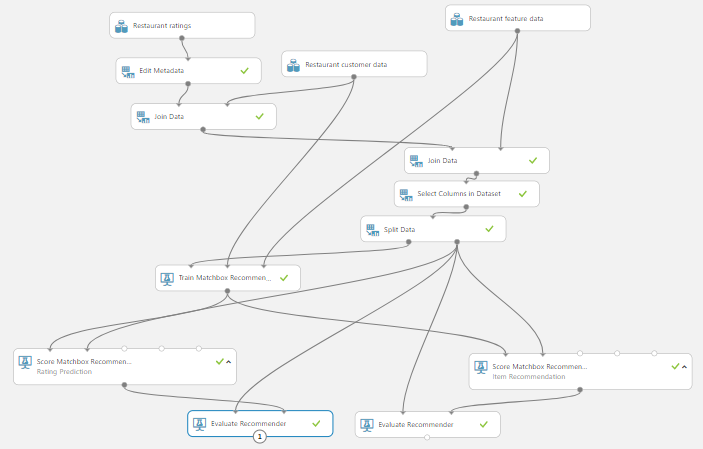 Restaurant ratings
Restaurant feature data
Edit Metadata
Restaurant customer data
Join Data
Join Data
Select Columns in Dataset
Split Data
Train Matchbox Recommen...
Score Matchbox Recommen...
Rating Prediction
Score Matchbox Recommen...
Item Recommendation
Evaluate Recommender
1
Evaluate Recommender